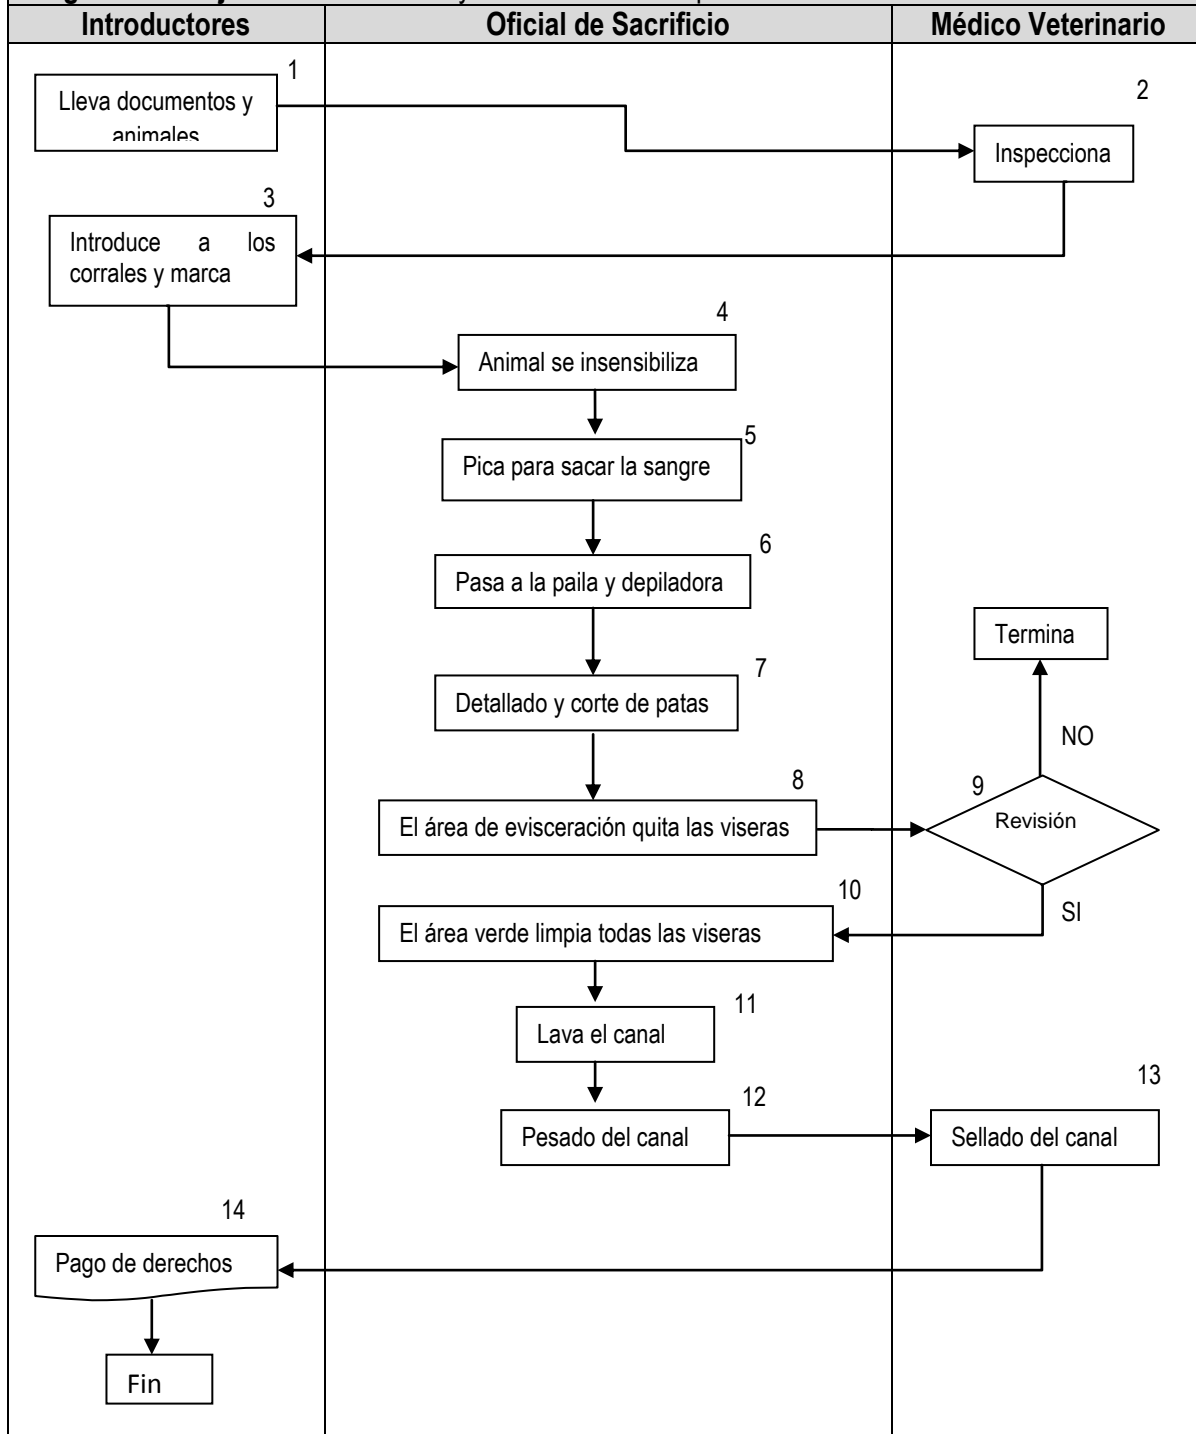 Introductores
Oficial de Sacrificio
Médico Veterinario
1
Lleva documentos y
animales
2
Inspecciona
3
Introduce a los
corrales y marca
4
Animal se insensibiliza
5
Pica para sacar la sangre
6
Pasa a la paila y depiladora
Termina
7
Detallado y corte de patas
NO
8
El área de evisceración quita las viseras
9
Revisión
10
SI
El área verde limpia todas las viseras
11
Lava el canal
12
Pesado del canal
13
Sellado del canal
14
Pago de derechos
Fin